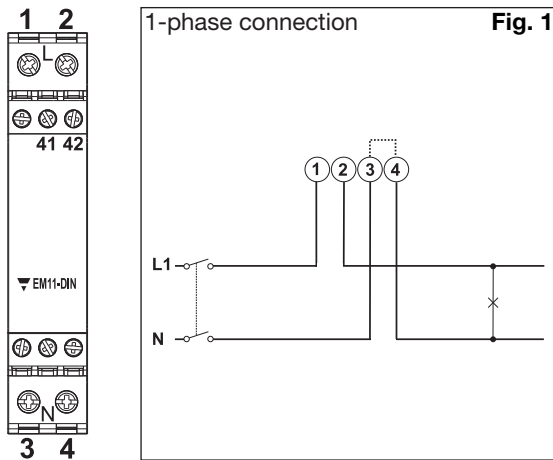 1 2
L
41 42
EM11-DIN
N
3 4
1-phase connection Fig. 1
1 2 3 4
L1
N